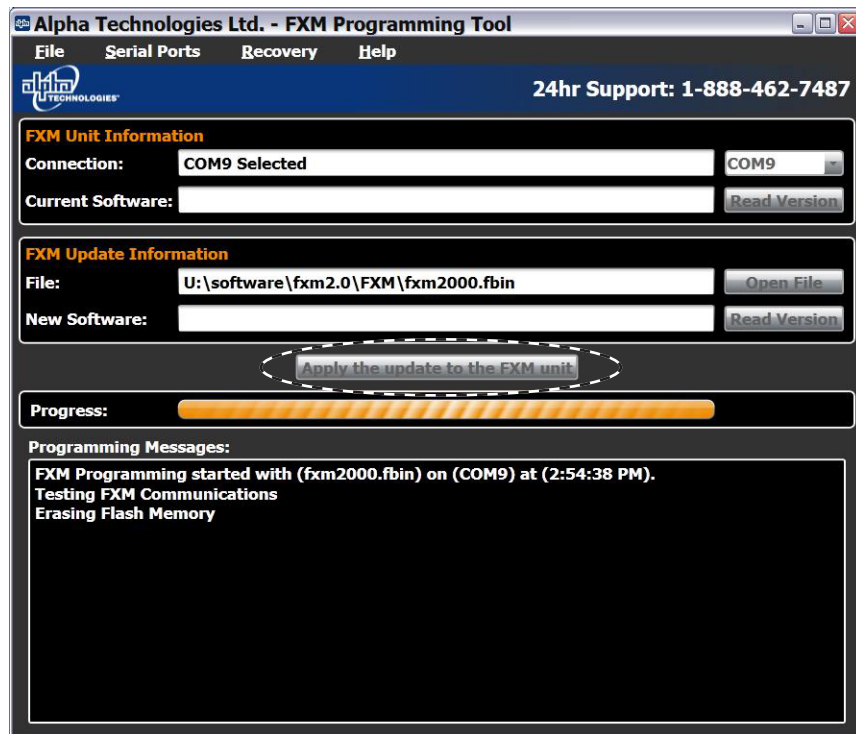 Alpha Technologies Ltd. - FXM Programming Tool
File Serial Ports Recovery Help
Alpha TECHNOLOGIES™ 24hr Support: 1-888-462-7487
FXM Unit Information
Connection: COM9 Selected COM9
Current Software: Read Version
FXM Update Information
File: U:\software\fxm2.0\FXM\fxm2000.fbin Open File
New Software: Read Version
Apply the update to the FXM unit
Progress:
Programming Messages:
FXM Programming started with (fxm2000.fbin) on (COM9) at (2:54:38 PM).
Testing FXM Communications
Erasing Flash Memory